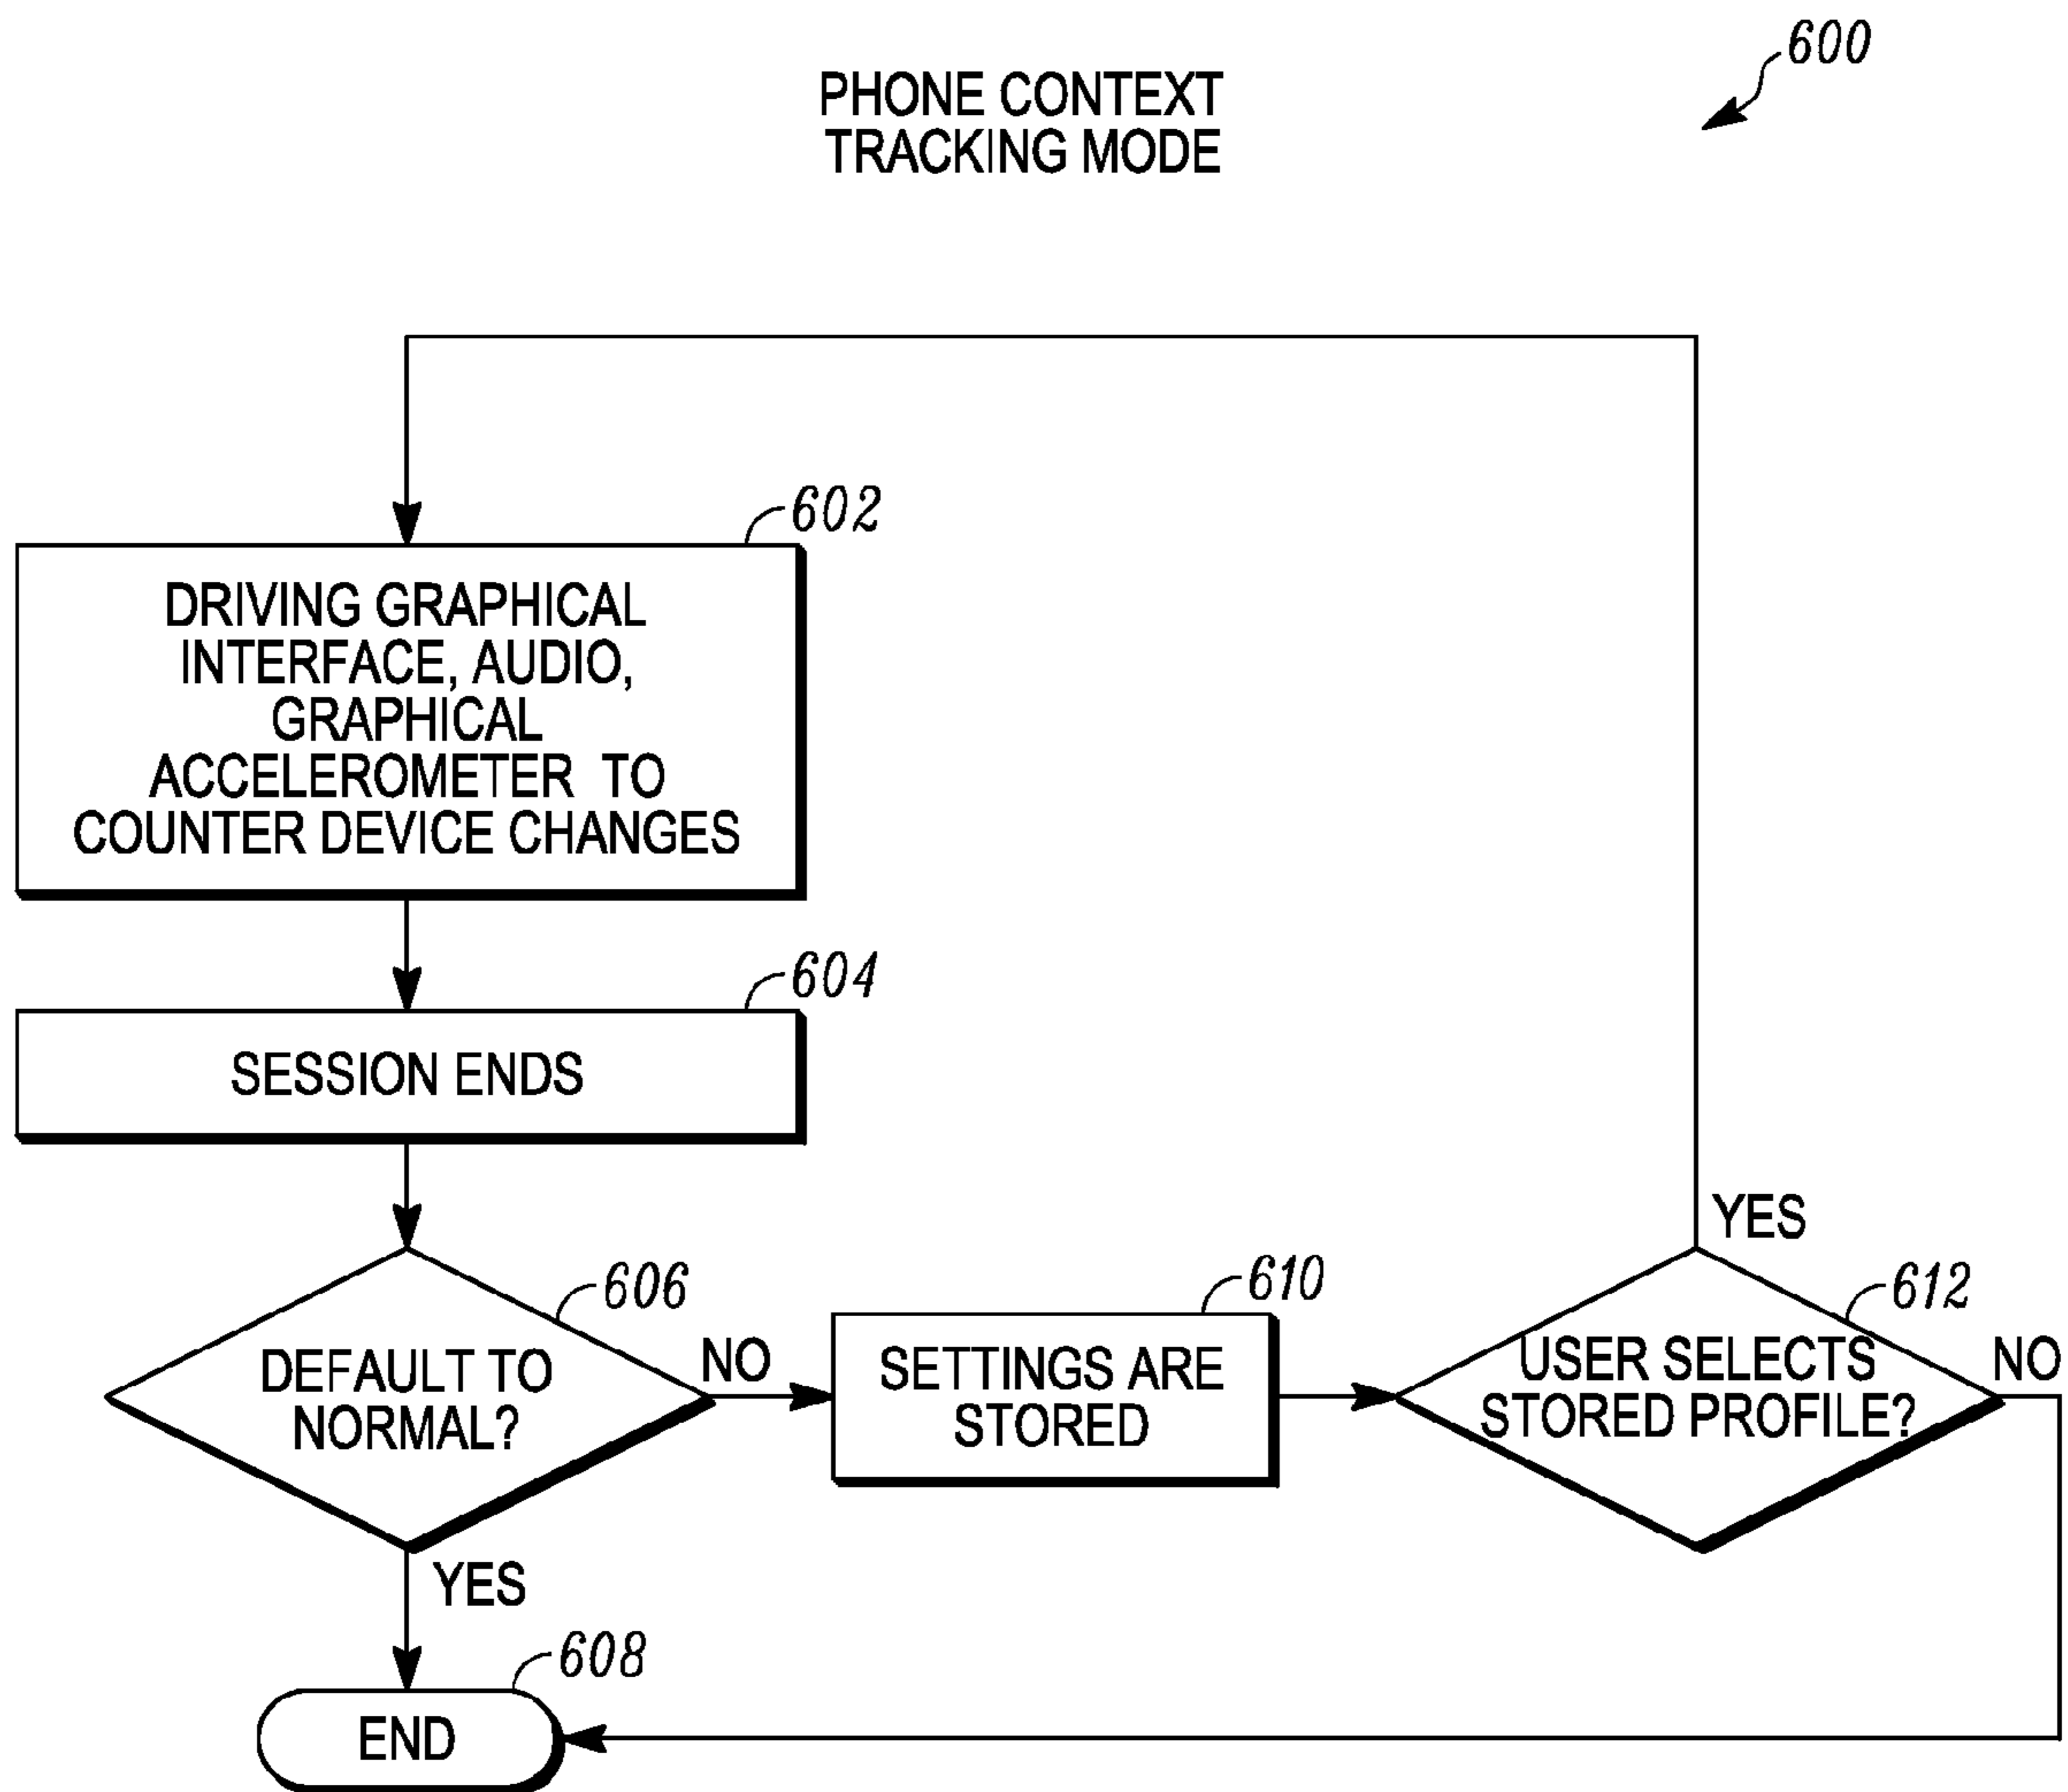 600
PHONE CONTEXT
TRACKING MODE
602
DRIVING GRAPHICAL
INTERFACE, AUDIO,
GRAPHICAL
ACCELEROMETER TO
COUNTER DEVICE CHANGES
604
SESSION ENDS
606
DEFAULT TO
NORMAL?
NO
YES
610
SETTINGS ARE
STORED
612
USER SELECTS
STORED PROFILE?
YES
NO
608
END